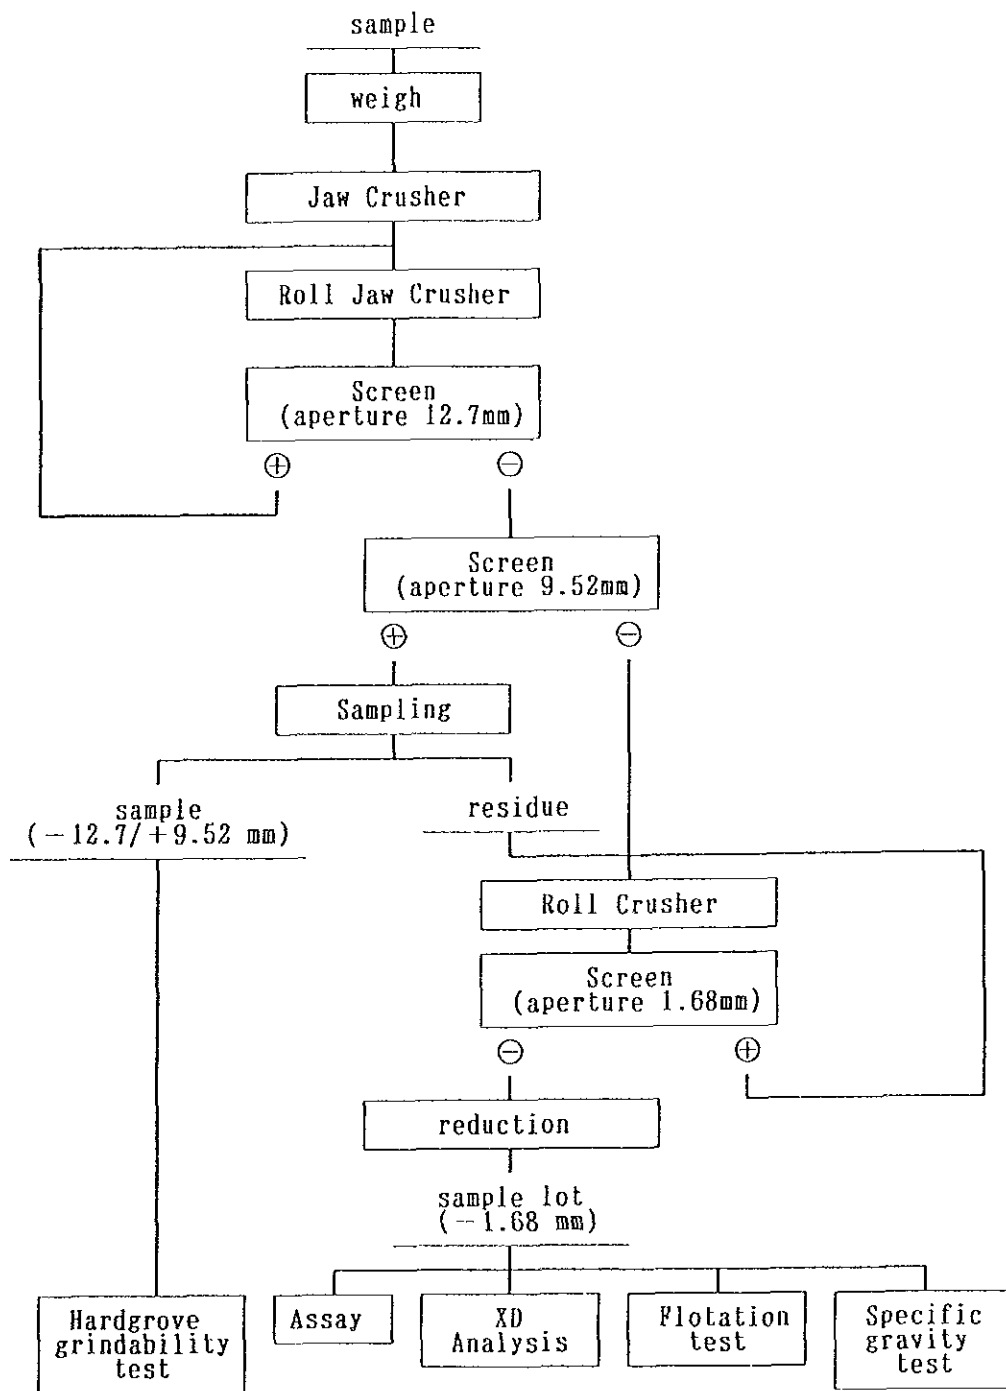 sample
weigh
Jaw Crusher
Roll Jaw Crusher
Screen
(aperture 12.7mm)
⊕ ⊖
Screen
(aperture 9.52mm)
⊕ ⊖
Sampling
sample
(-12.7/+9.52 mm)
residue
Roll Crusher
Screen
(aperture 1.68mm)
⊖ ⊕
reduction
sample lot
(-1.68 mm)
Hardgrove
grindability
test
Assay
XD
Analysis
Flotation
test
Specific
gravity
test